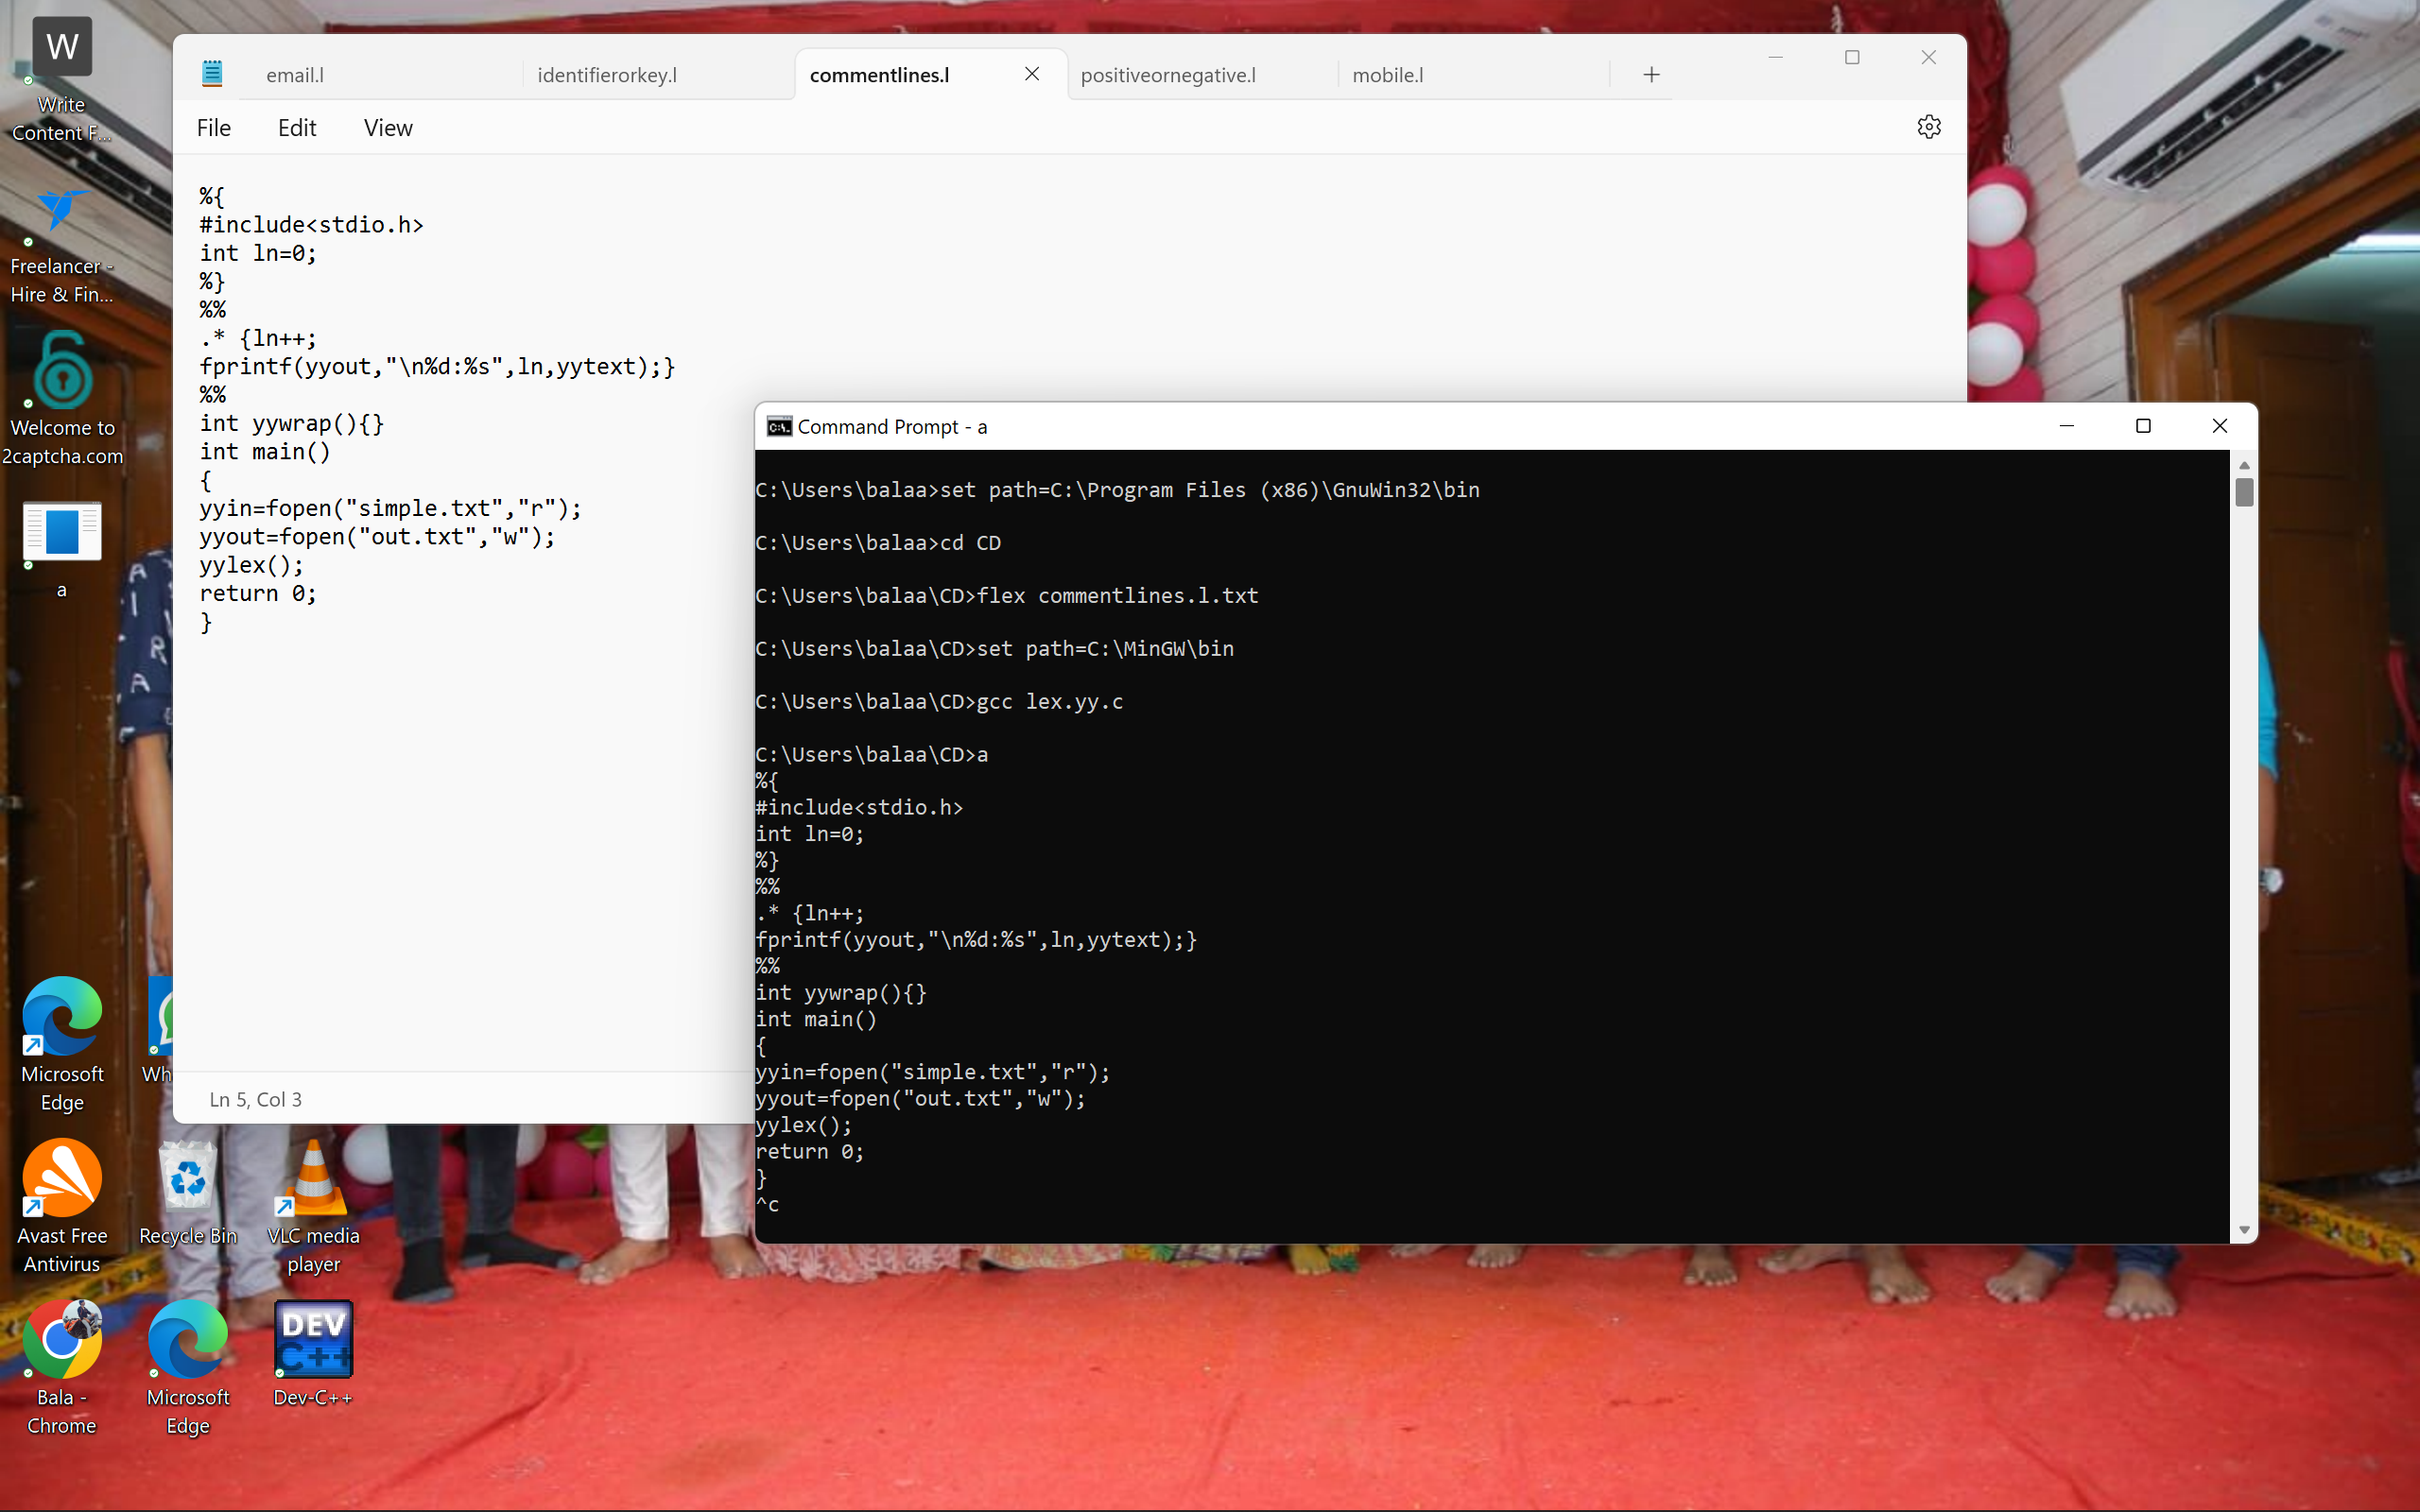 W
Write
Content F...
Freelancer -
Hire & Fin...
Welcome to
2captcha.com
a
Microsoft
Edge
Wh
Avast Free
Antivirus
Recycle Bin
VLC media
player
Bala -
Chrome
Microsoft
Edge
DEV
C++
Dev-C++
email.l
identifierorkey.l
commentlines.l
positiveornegative.l
mobile.l
File
Edit
View
%{
#include<stdio.h>
int ln=0;
%}
%%
.* {ln++;
fprintf(yyout,"\n%d:%s",ln,yytext);}
%%
int yywrap(){}
int main()
{
yyin=fopen("simple.txt","r");
yyout=fopen("out.txt","w");
yylex();
return 0;
}
Ln 5, Col 3
C:\.
Command Prompt - a
C:\Users\balaa>set path=C:\Program Files (x86)\GnuWin32\bin
C:\Users\balaa>cd CD
C:\Users\balaa\CD>flex commentlines.l.txt
C:\Users\balaa\CD>set path=C:\MinGW\bin
C:\Users\balaa\CD>gcc lex.yy.c
C:\Users\balaa\CD>a
%{
#include<stdio.h>
int ln=0;
%}
%%
.* {ln++;
fprintf(yyout,"\n%d:%s",ln,yytext);}
%%
int yywrap(){}
int main()
{
yyin=fopen("simple.txt","r");
yyout=fopen("out.txt","w");
yylex();
return 0;
}
^c